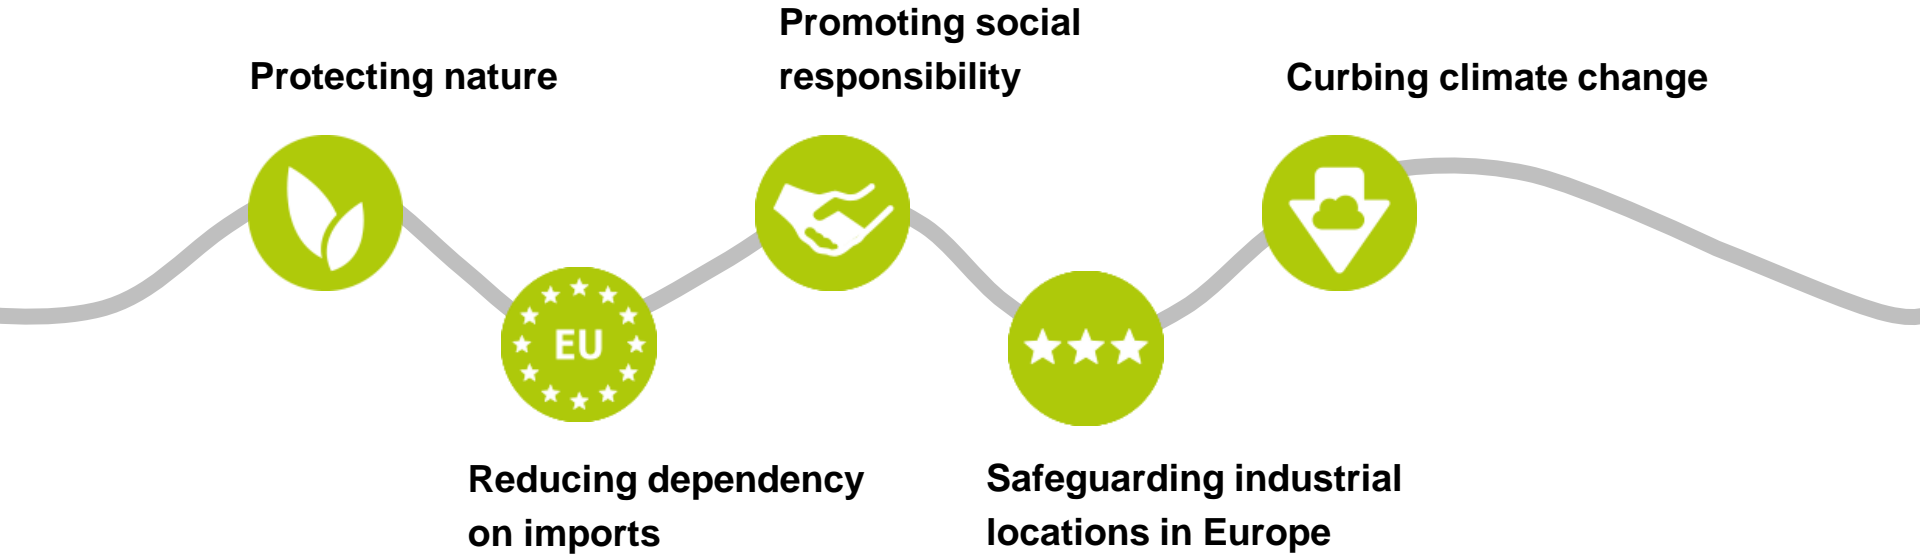 Protecting nature
EU
Reducing dependency
on imports
Promoting social
responsibility
Safeguarding industrial
locations in Europe
Curbing climate change